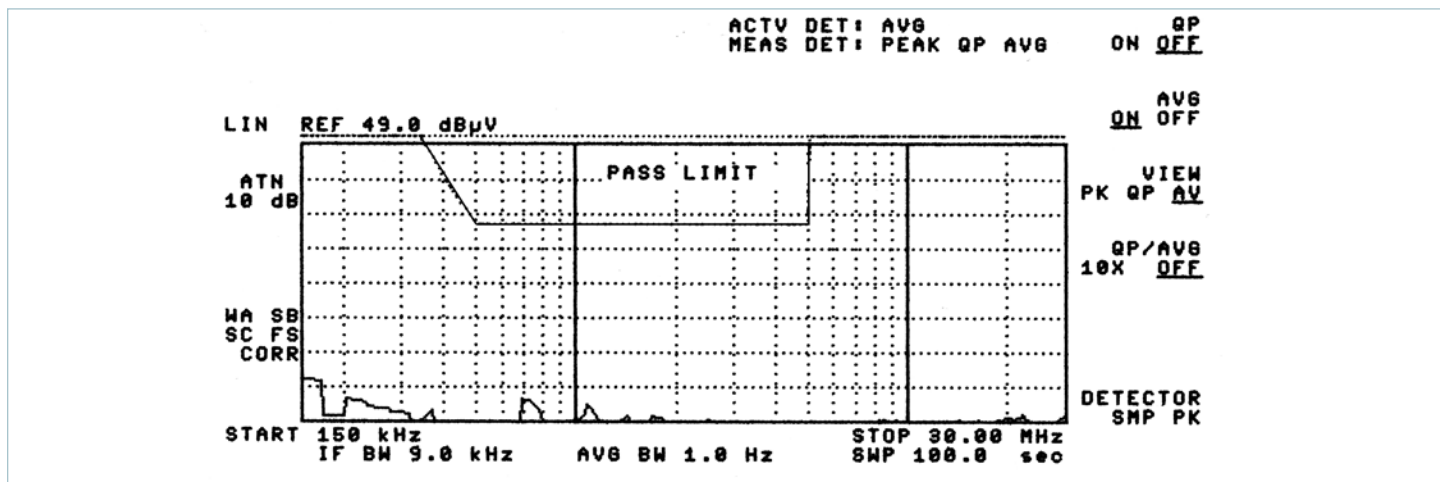 ACTV DET: AVG
MEAS DET: PEAK QP AVG
QP
ON OFF
AVG
ON OFF
LIN REF 49.0 dBµV
PASS LIMIT
ATN
10 dB
VIEW
PK QP AV
QP/AVG
10X OFF
WA SB
SC FS
CORR
DETECTOR
SMP PK
START 150 kHz STOP 30.00 MHz
IF BW 9.0 kHz AVG BW 1.0 Hz SWP 100.0 sec